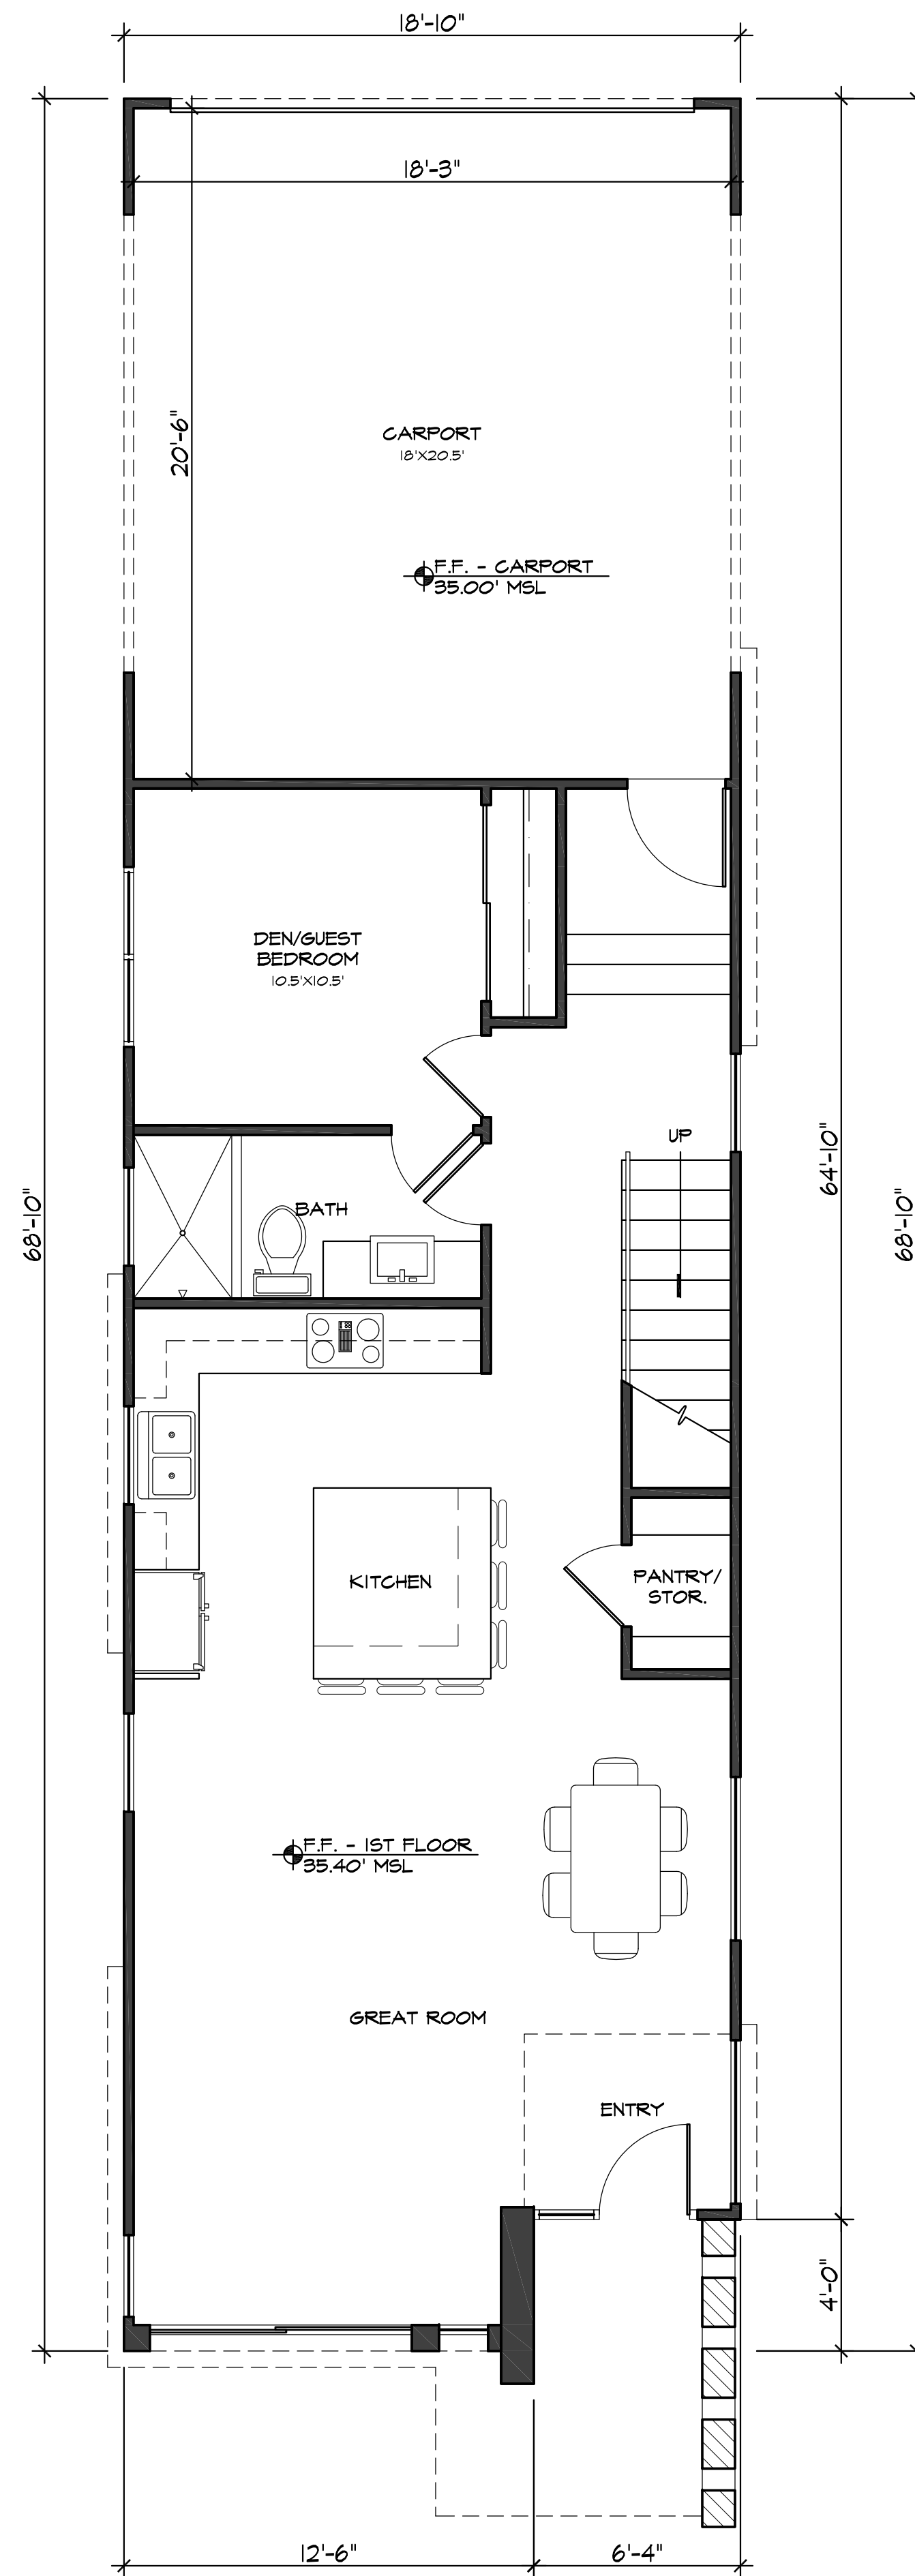 18'-10"
18'-3"
20'-6"
CARPORT
18'X20.5'
F.F. - CARPORT
35.00' MSL
DEN/GUEST
BEDROOM
10.5'X10.5'
UP
64'-10"
68'-10"
68'-10"
BATH
KITCHEN
PANTRY/
STOR.
F.F. - 1ST FLOOR
35.40' MSL
GREAT ROOM
ENTRY
4'-0"
12'-6"
6'-4"